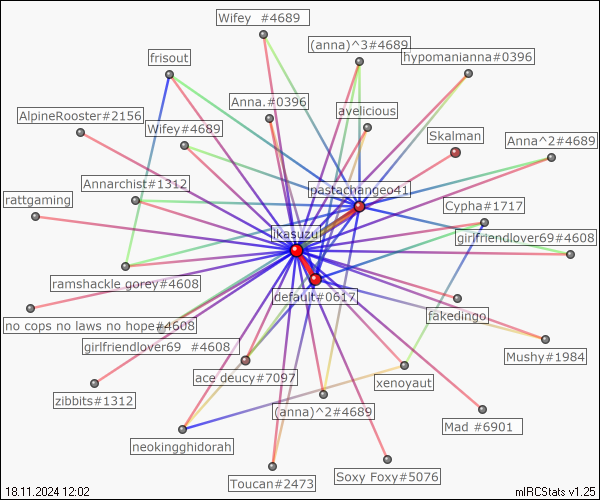 Wifey  #4689
(anna)^3#4689
frisout
hypomanianna#0396
Anna.#0396
avelicious
AlpineRooster#2156
Wifey#4689
Skalman
Anna^2#4689
Annarchist#1312
pastachangeo41
rattgaming
Cypha#1717
ikasuzu
girlfriendlover69#4608
ramshackle gorey#4608
default#0617
fakedingo
no cops no laws no hope#4608
girlfriendlover69  #4608
Mushy#1984
ace deucy#7097
xenoyaut
zibbits#1312
(anna)^2#4689
Mad #6901
neokingghidorah
Toucan#2473
Soxy Foxy#5076
18.11.2024 12:02
mIRCStats v1.25